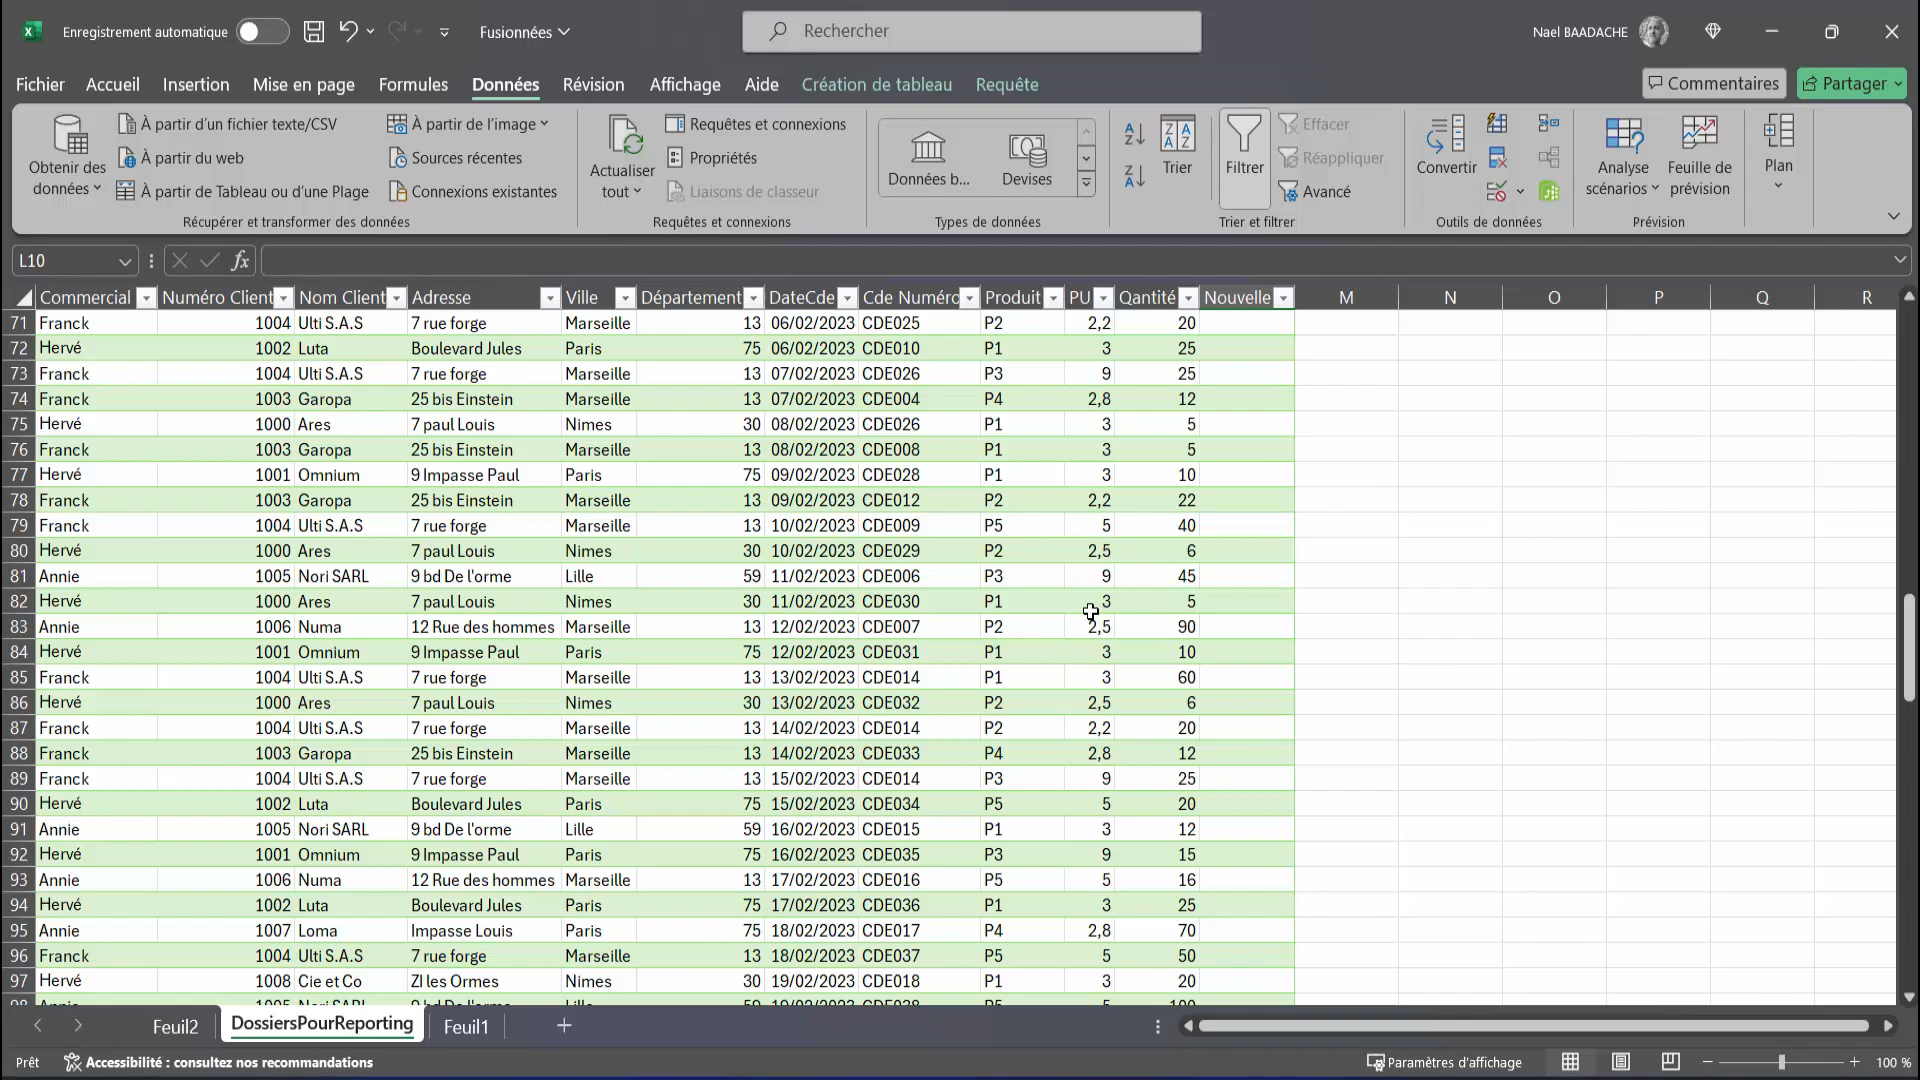 Enregistrement automatique Fusionnées Rechercher Nael BAADACHE
Fichier Accueil Insertion Mise en page Formules Données Révision Affichage Aide Création de tableau Requête Commentaires Partager
Obtenir des données
À partir d'un fichier texte/CSV
À partir du web
À partir de Tableau ou d'une Plage
À partir de l'image
Sources récentes
Connexions existantes
Récupérer et transformer des données
Actualiser tout
Requêtes et connexions
Propriétés
Liaisons de classeur
Requêtes et connexions
Données b...
Devises
Types de données
Trier
Filtrer
Effacer
Réappliquer
Avancé
Trier et filtrer
Convertir
Outils de données
Analyse scénarios
Feuille de prévision
Prévision
Plan
L10 fx
Commercial Numéro Client Nom Client Adresse Ville Département DateCde Cde Numéro Produit PU Qantité Nouvelle M N O P Q R
71 Franck 1004 Ulti S.A.S 7 rue forge Marseille 13 06/02/2023 CDE025 P2 2,2 20
72 Hervé 1002 Luta Boulevard Jules Paris 75 06/02/2023 CDE010 P1 3 25
73 Franck 1004 Ulti S.A.S 7 rue forge Marseille 13 07/02/2023 CDE026 P3 9 25
74 Franck 1003 Garopa 25 bis Einstein Marseille 13 07/02/2023 CDE004 P4 2,8 12
75 Hervé 1000 Ares 7 paul Louis Nimes 30 08/02/2023 CDE026 P1 3 5
76 Franck 1003 Garopa 25 bis Einstein Marseille 13 08/02/2023 CDE008 P1 3 5
77 Hervé 1001 Omnium 9 Impasse Paul Paris 75 09/02/2023 CDE028 P1 3 10
78 Franck 1003 Garopa 25 bis Einstein Marseille 13 09/02/2023 CDE012 P2 2,2 22
79 Franck 1004 Ulti S.A.S 7 rue forge Marseille 13 10/02/2023 CDE009 P5 5 40
80 Hervé 1000 Ares 7 paul Louis Nimes 30 10/02/2023 CDE029 P2 2,5 6
81 Annie 1005 Nori SARL 9 bd De l'orme Lille 59 11/02/2023 CDE006 P3 9 45
82 Hervé 1000 Ares 7 paul Louis Nimes 30 11/02/2023 CDE030 P1 3 5
83 Annie 1006 Numa 12 Rue des hommes Marseille 13 12/02/2023 CDE007 P2 2,5 90
84 Hervé 1001 Omnium 9 Impasse Paul Paris 75 12/02/2023 CDE031 P1 3 10
85 Franck 1004 Ulti S.A.S 7 rue forge Marseille 13 13/02/2023 CDE014 P1 3 60
86 Hervé 1000 Ares 7 paul Louis Nimes 30 13/02/2023 CDE032 P2 2,5 6
87 Franck 1004 Ulti S.A.S 7 rue forge Marseille 13 14/02/2023 CDE014 P2 2,2 20
88 Franck 1003 Garopa 25 bis Einstein Marseille 13 14/02/2023 CDE033 P4 2,8 12
89 Franck 1004 Ulti S.A.S 7 rue forge Marseille 13 15/02/2023 CDE014 P3 9 25
90 Hervé 1002 Luta Boulevard Jules Paris 75 15/02/2023 CDE034 P5 5 20
91 Annie 1005 Nori SARL 9 bd De l'orme Lille 59 16/02/2023 CDE015 P1 3 12
92 Hervé 1001 Omnium 9 Impasse Paul Paris 75 16/02/2023 CDE035 P3 9 15
93 Annie 1006 Numa 12 Rue des hommes Marseille 13 17/02/2023 CDE016 P5 5 16
94 Hervé 1002 Luta Boulevard Jules Paris 75 17/02/2023 CDE036 P1 3 25
95 Annie 1007 Loma Impasse Louis Paris 75 18/02/2023 CDE017 P4 2,8 70
96 Franck 1004 Ulti S.A.S 7 rue forge Marseille 13 18/02/2023 CDE037 P5 5 50
97 Hervé 1008 Cie et Co ZI les Ormes Nimes 30 19/02/2023 CDE018 P1 3 20
98 Annie 1005 Nori SARL 9 bd De l'orme Lille 59 19/02/2023 CDE038 P5 5 100
Feuil2 DossiersPourReporting Feuil1
Prêt Accessibilité : consultez nos recommandations Paramètres d'affichage 100 %